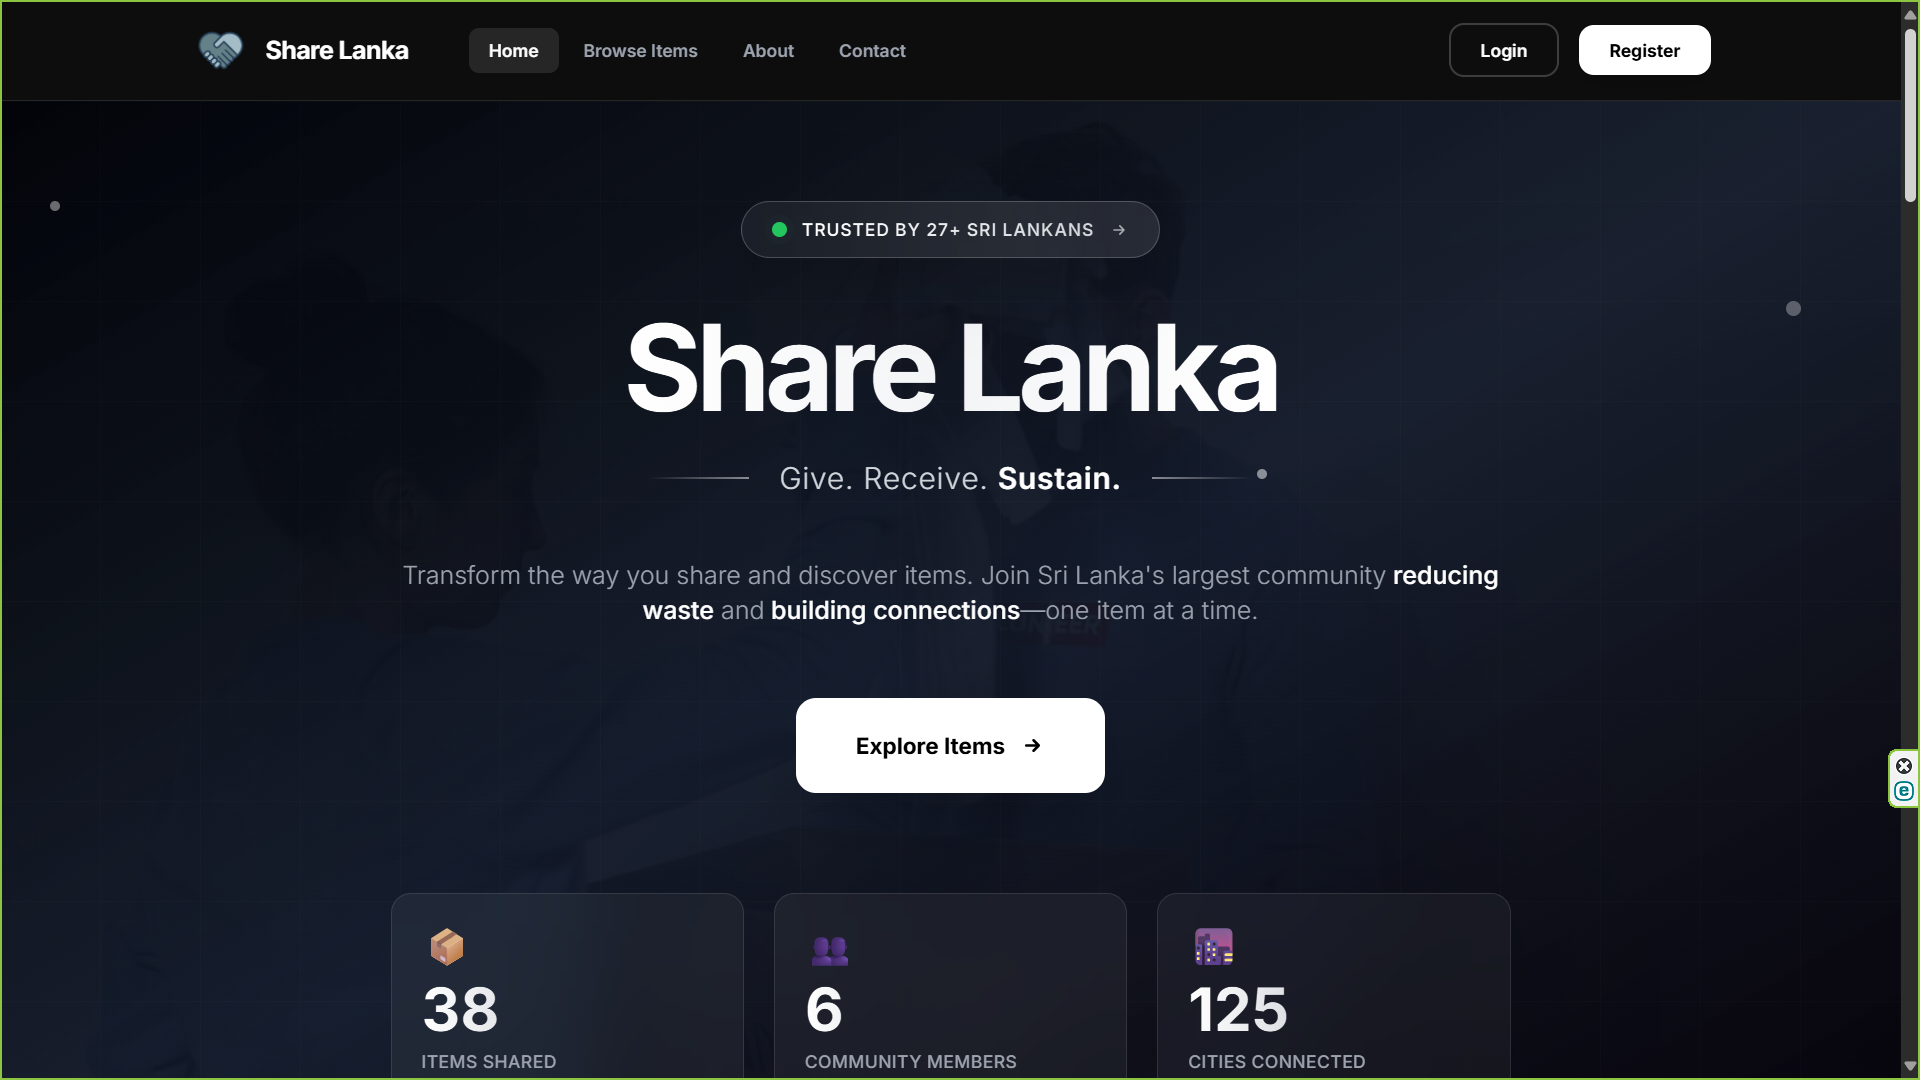 Share Lanka
Home
Browse Items
About
Contact
Login
Register
TRUSTED BY 27+ SRI LANKANS →
Share Lanka
Give. Receive. Sustain.
Transform the way you share and discover items. Join Sri Lanka's largest community reducing
waste and building connections—one item at a time.
Explore Items →
38
ITEMS SHARED
6
COMMUNITY MEMBERS
125
CITIES CONNECTED